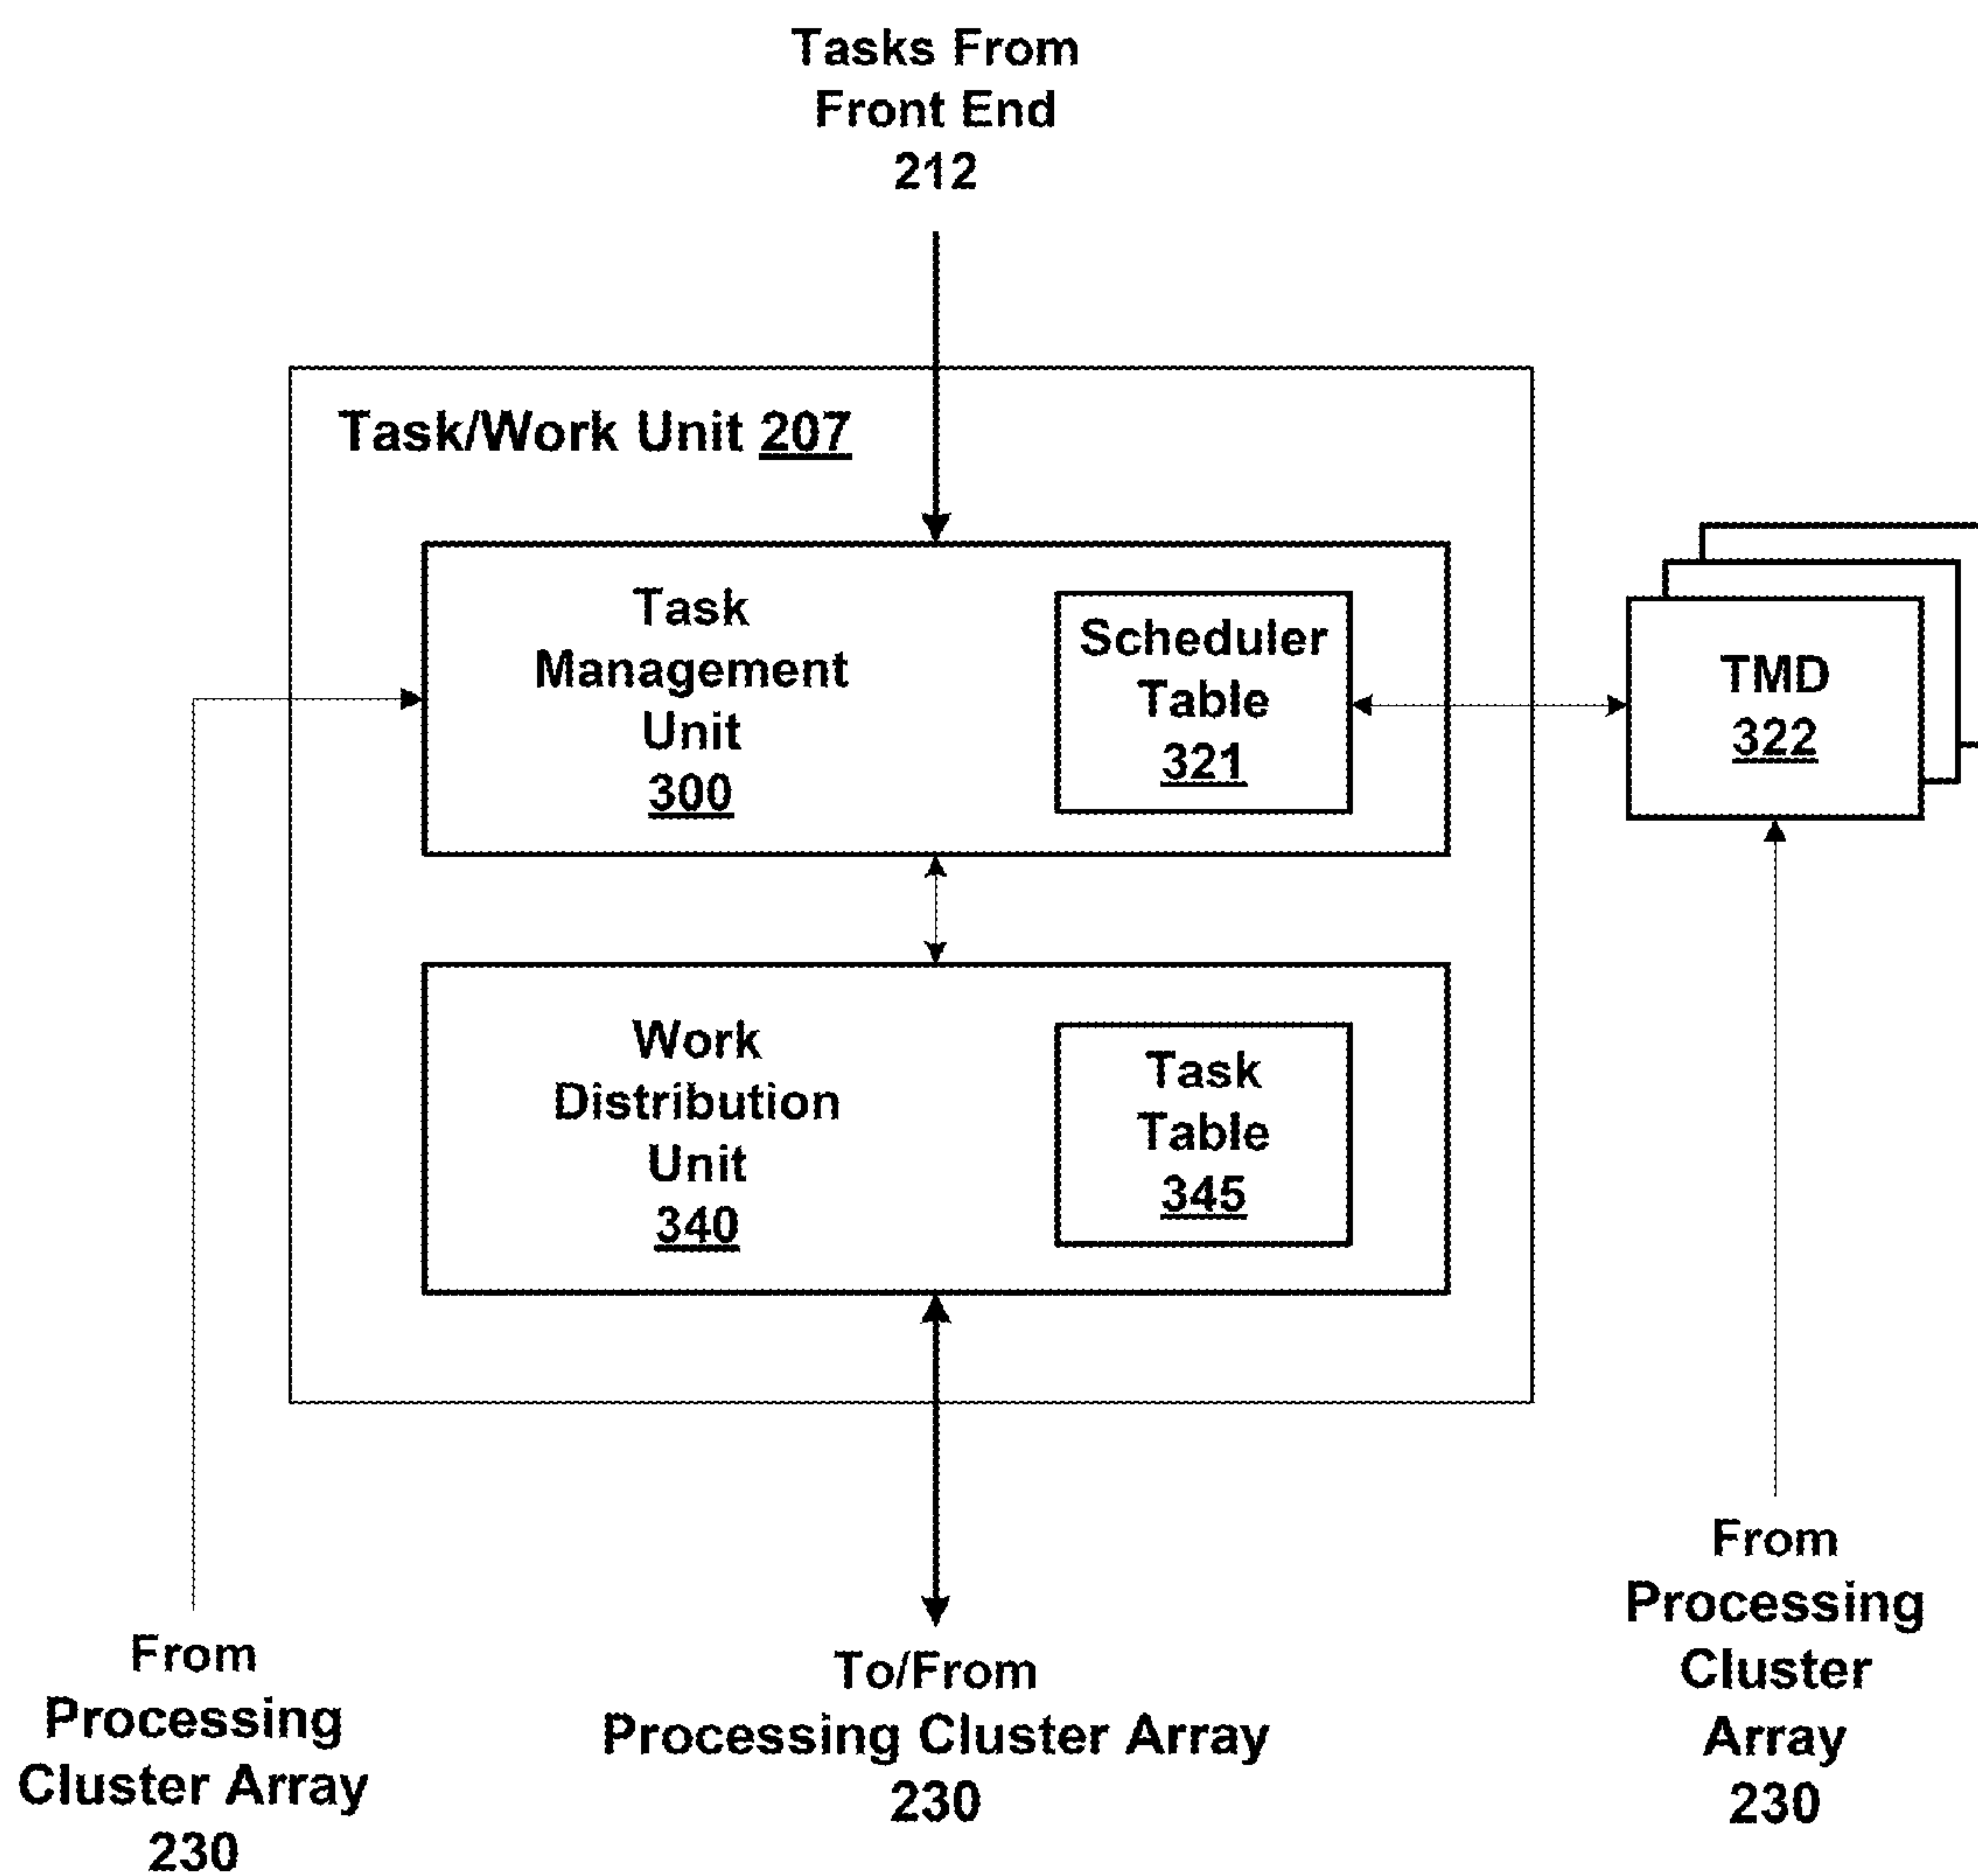 Tasks From
Front End
212
Task/Work Unit 207
Task
Management
Unit
300
Scheduler
Table
321
TMD
322
Work
Distribution
Unit
340
Task
Table
345
From
Processing
Cluster Array
230
To/From
Processing Cluster Array
230
From
Processing
Cluster
Array
230